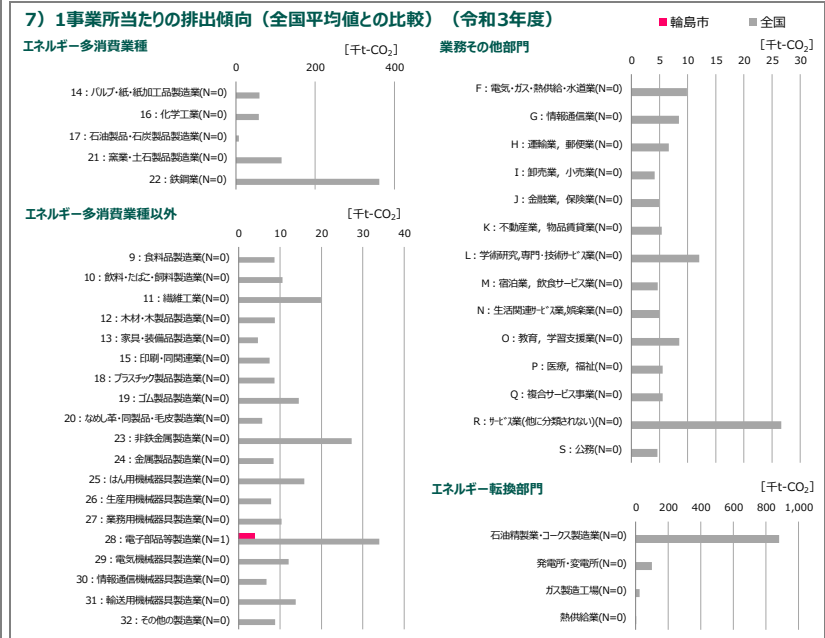 7）1事業所当たりの排出傾向（全国平均値との比較）（令和3年度）
輪島市 全国
エネルギー多消費業種
［千t-CO₂］
0 200 400
14：パルプ・紙・紙加工品製造業(N=0)
16：化学工業(N=0)
17：石油製品・石炭製品製造業(N=0)
21：窯業・土石製品製造業(N=0)
22：鉄鋼業(N=0)
エネルギー多消費業種以外
［千t-CO₂］
0 10 20 30 40
9：食料品製造業(N=0)
10：飲料・たばこ・飼料製造業(N=0)
11：繊維工業(N=0)
12：木材・木製品製造業(N=0)
13：家具・装備品製造業(N=0)
15：印刷・同関連業(N=0)
18：プラスチック製品製造業(N=0)
19：ゴム製品製造業(N=0)
20：なめし革・同製品・毛皮製造業(N=0)
23：非鉄金属製造業(N=0)
24：金属製品製造業(N=0)
25：はん用機械器具製造業(N=0)
26：生産用機械器具製造業(N=0)
27：業務用機械器具製造業(N=0)
28：電子部品等製造業(N=1)
29：電気機械器具製造業(N=0)
30：情報通信機械器具製造業(N=0)
31：輸送用機械器具製造業(N=0)
32：その他の製造業(N=0)
業務その他部門
［千t-CO₂］
0 5 10 15 20 25 30
F：電気・ガス・熱供給・水道業(N=0)
G：情報通信業(N=0)
H：運輸業，郵便業(N=0)
I：卸売業，小売業(N=0)
J：金融業，保険業(N=0)
K：不動産業，物品賃貸業(N=0)
L：学術研究,専門・技術ｻｰﾋﾞｽ業(N=0)
M：宿泊業，飲食サービス業(N=0)
N：生活関連ｻｰﾋﾞｽ業,娯楽業(N=0)
O：教育，学習支援業(N=0)
P：医療，福祉(N=0)
Q：複合サービス事業(N=0)
R：ｻｰﾋﾞｽ業(他に分類されない)(N=0)
S：公務(N=0)
エネルギー転換部門
［千t-CO₂］
0 200 400 600 800 1,000
石油精製業・コークス製造業(N=0)
発電所・変電所(N=0)
ガス製造工場(N=0)
熱供給業(N=0)